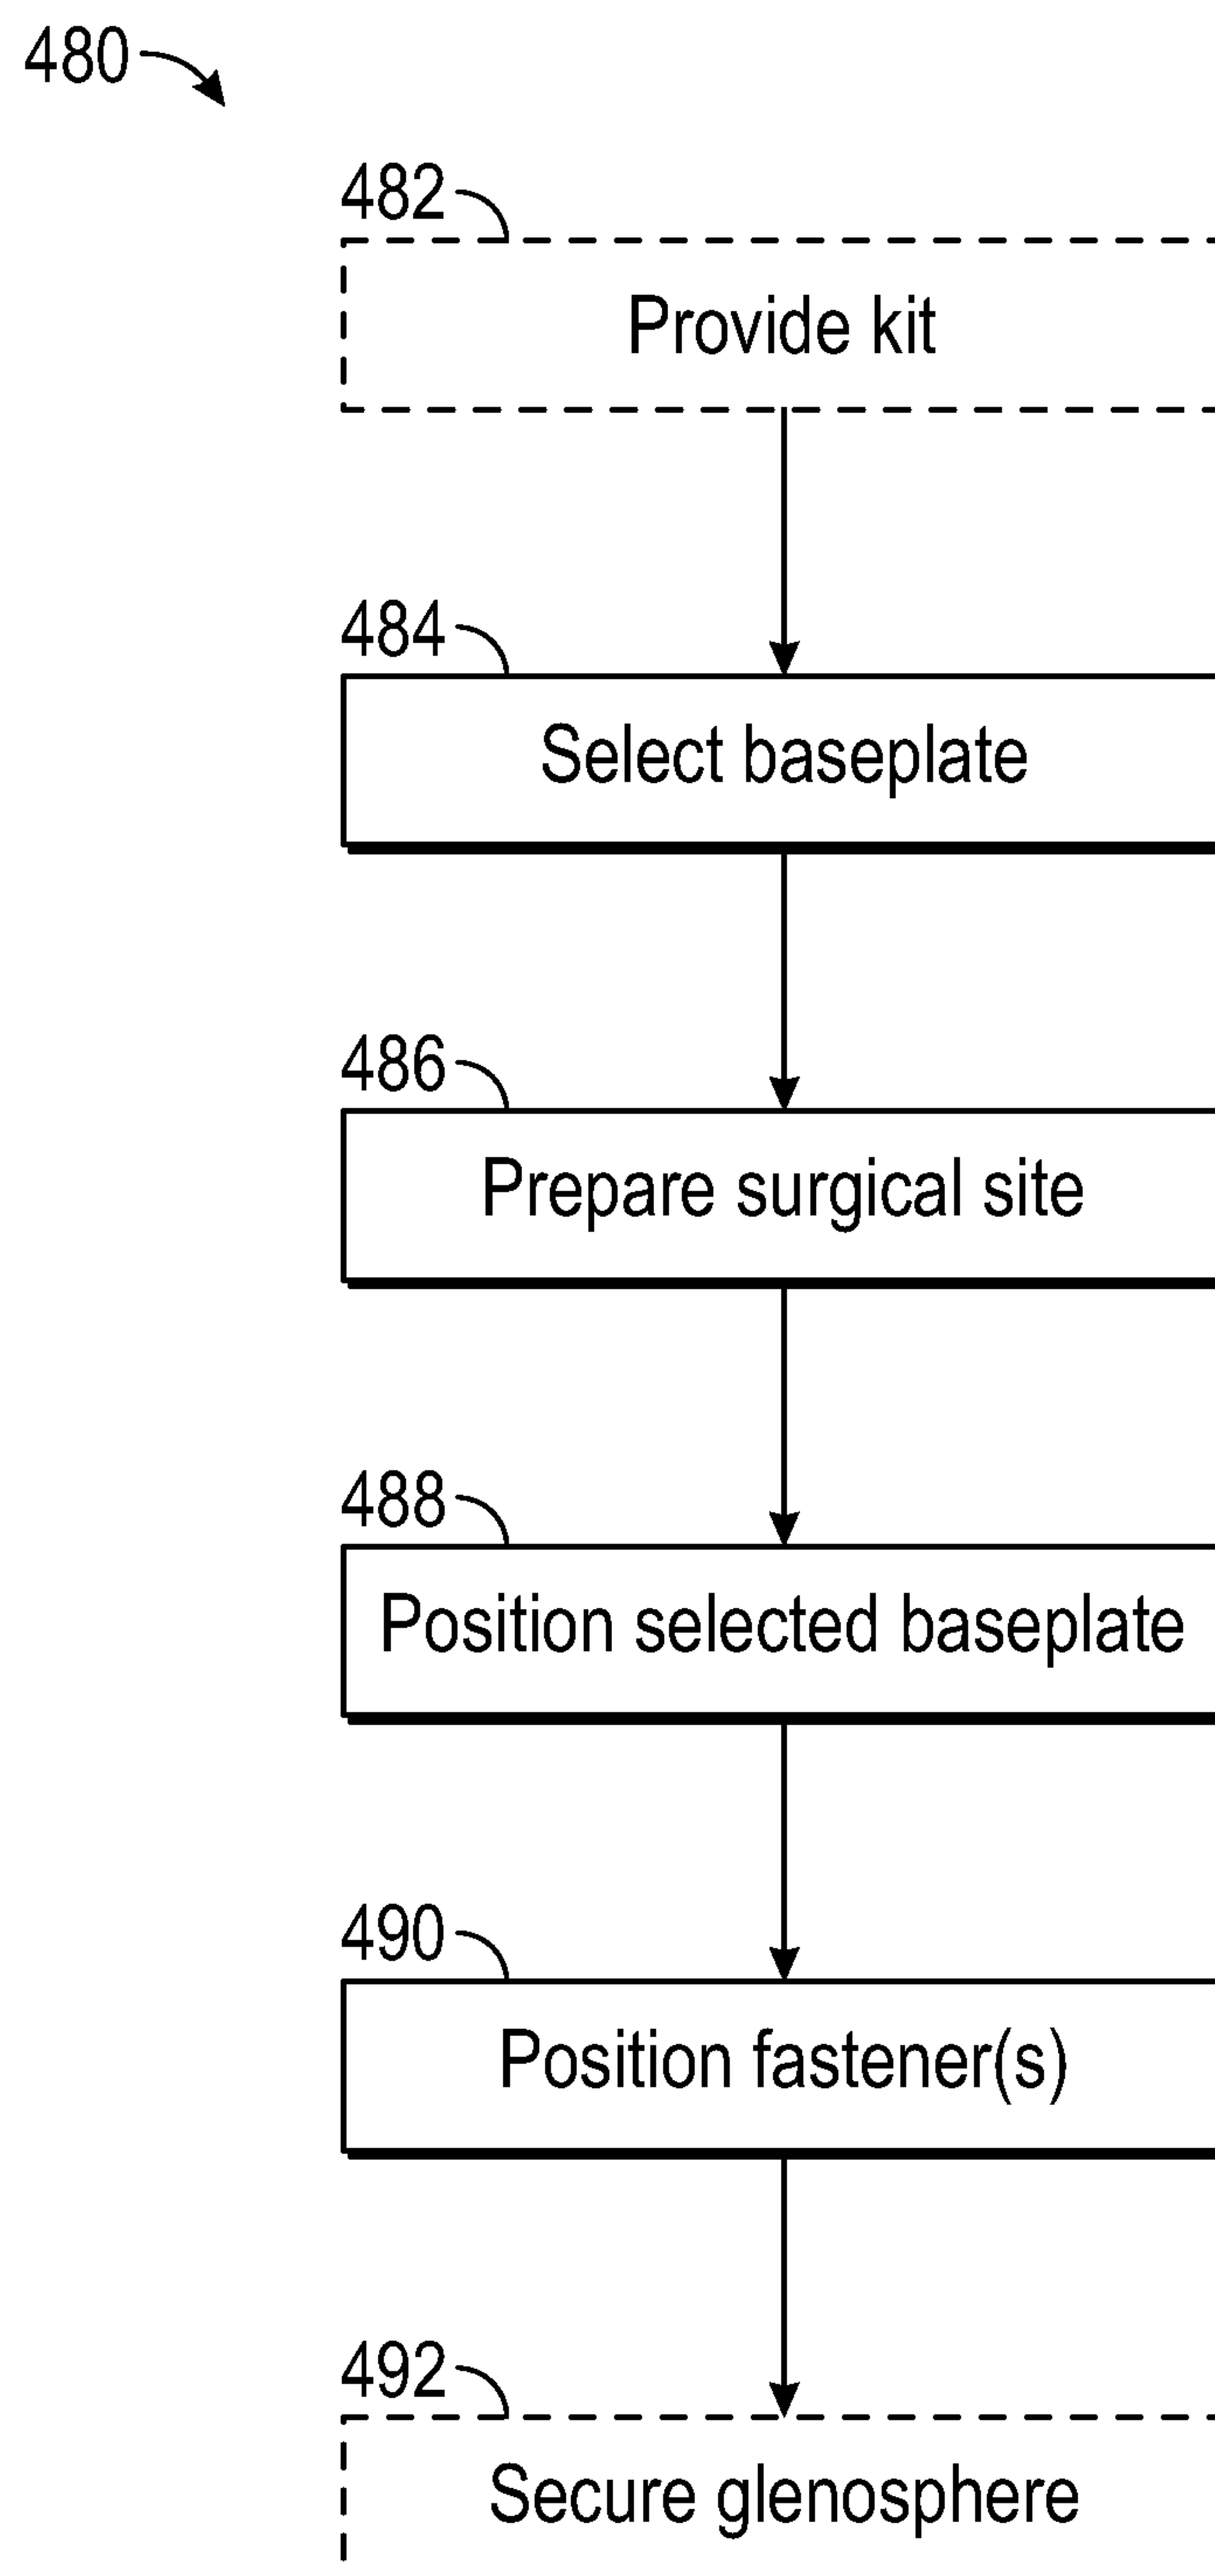 480
482
Provide kit
484
Select baseplate
486
Prepare surgical site
488
Position selected baseplate
490
Position fastener(s)
492
Secure glenosphere